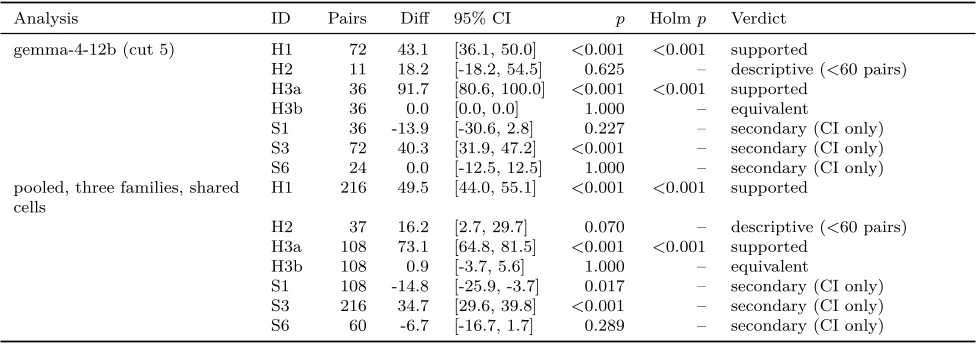 Analysis ID Pairs Diff 95% CI p Holm p Verdict
gemma-4-12b (cut 5) H1 72 43.1 [36.1, 50.0] <0.001 <0.001 supported
H2 11 18.2 [-18.2, 54.5] 0.625 – descriptive (<60 pairs)
H3a 36 91.7 [80.6, 100.0] <0.001 <0.001 supported
H3b 36 0.0 [0.0, 0.0] 1.000 – equivalent
S1 36 -13.9 [-30.6, 2.8] 0.227 – secondary (CI only)
S3 72 40.3 [31.9, 47.2] <0.001 – secondary (CI only)
S6 24 0.0 [-12.5, 12.5] 1.000 – secondary (CI only)
pooled, three families, shared H1 216 49.5 [44.0, 55.1] <0.001 <0.001 supported
cells
H2 37 16.2 [2.7, 29.7] 0.070 – descriptive (<60 pairs)
H3a 108 73.1 [64.8, 81.5] <0.001 <0.001 supported
H3b 108 0.9 [-3.7, 5.6] 1.000 – equivalent
S1 108 -14.8 [-25.9, -3.7] 0.017 – secondary (CI only)
S3 216 34.7 [29.6, 39.8] <0.001 – secondary (CI only)
S6 60 -6.7 [-16.7, 1.7] 0.289 – secondary (CI only)